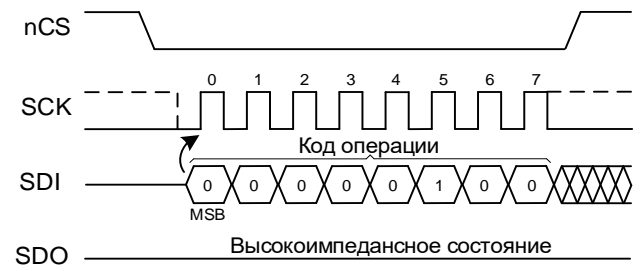 nCS
0 1 2 3 4 5 6 7
SCK
Код операции
SDI
0 0 0 0 0 1 0 0
MSB
Высокоимпедансное состояние
SDO